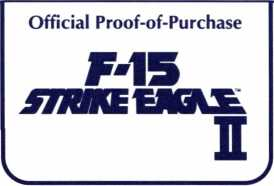 Official Proof-of-Purchase
F-15
STRIKE EAGLE™
II